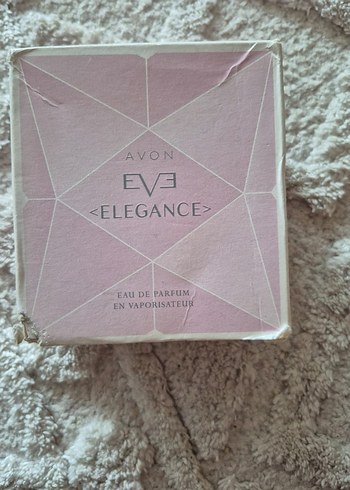 AVON
EVE
<ELEGANCE>
EAU DE PARFUM
EN VAPORISATEUR